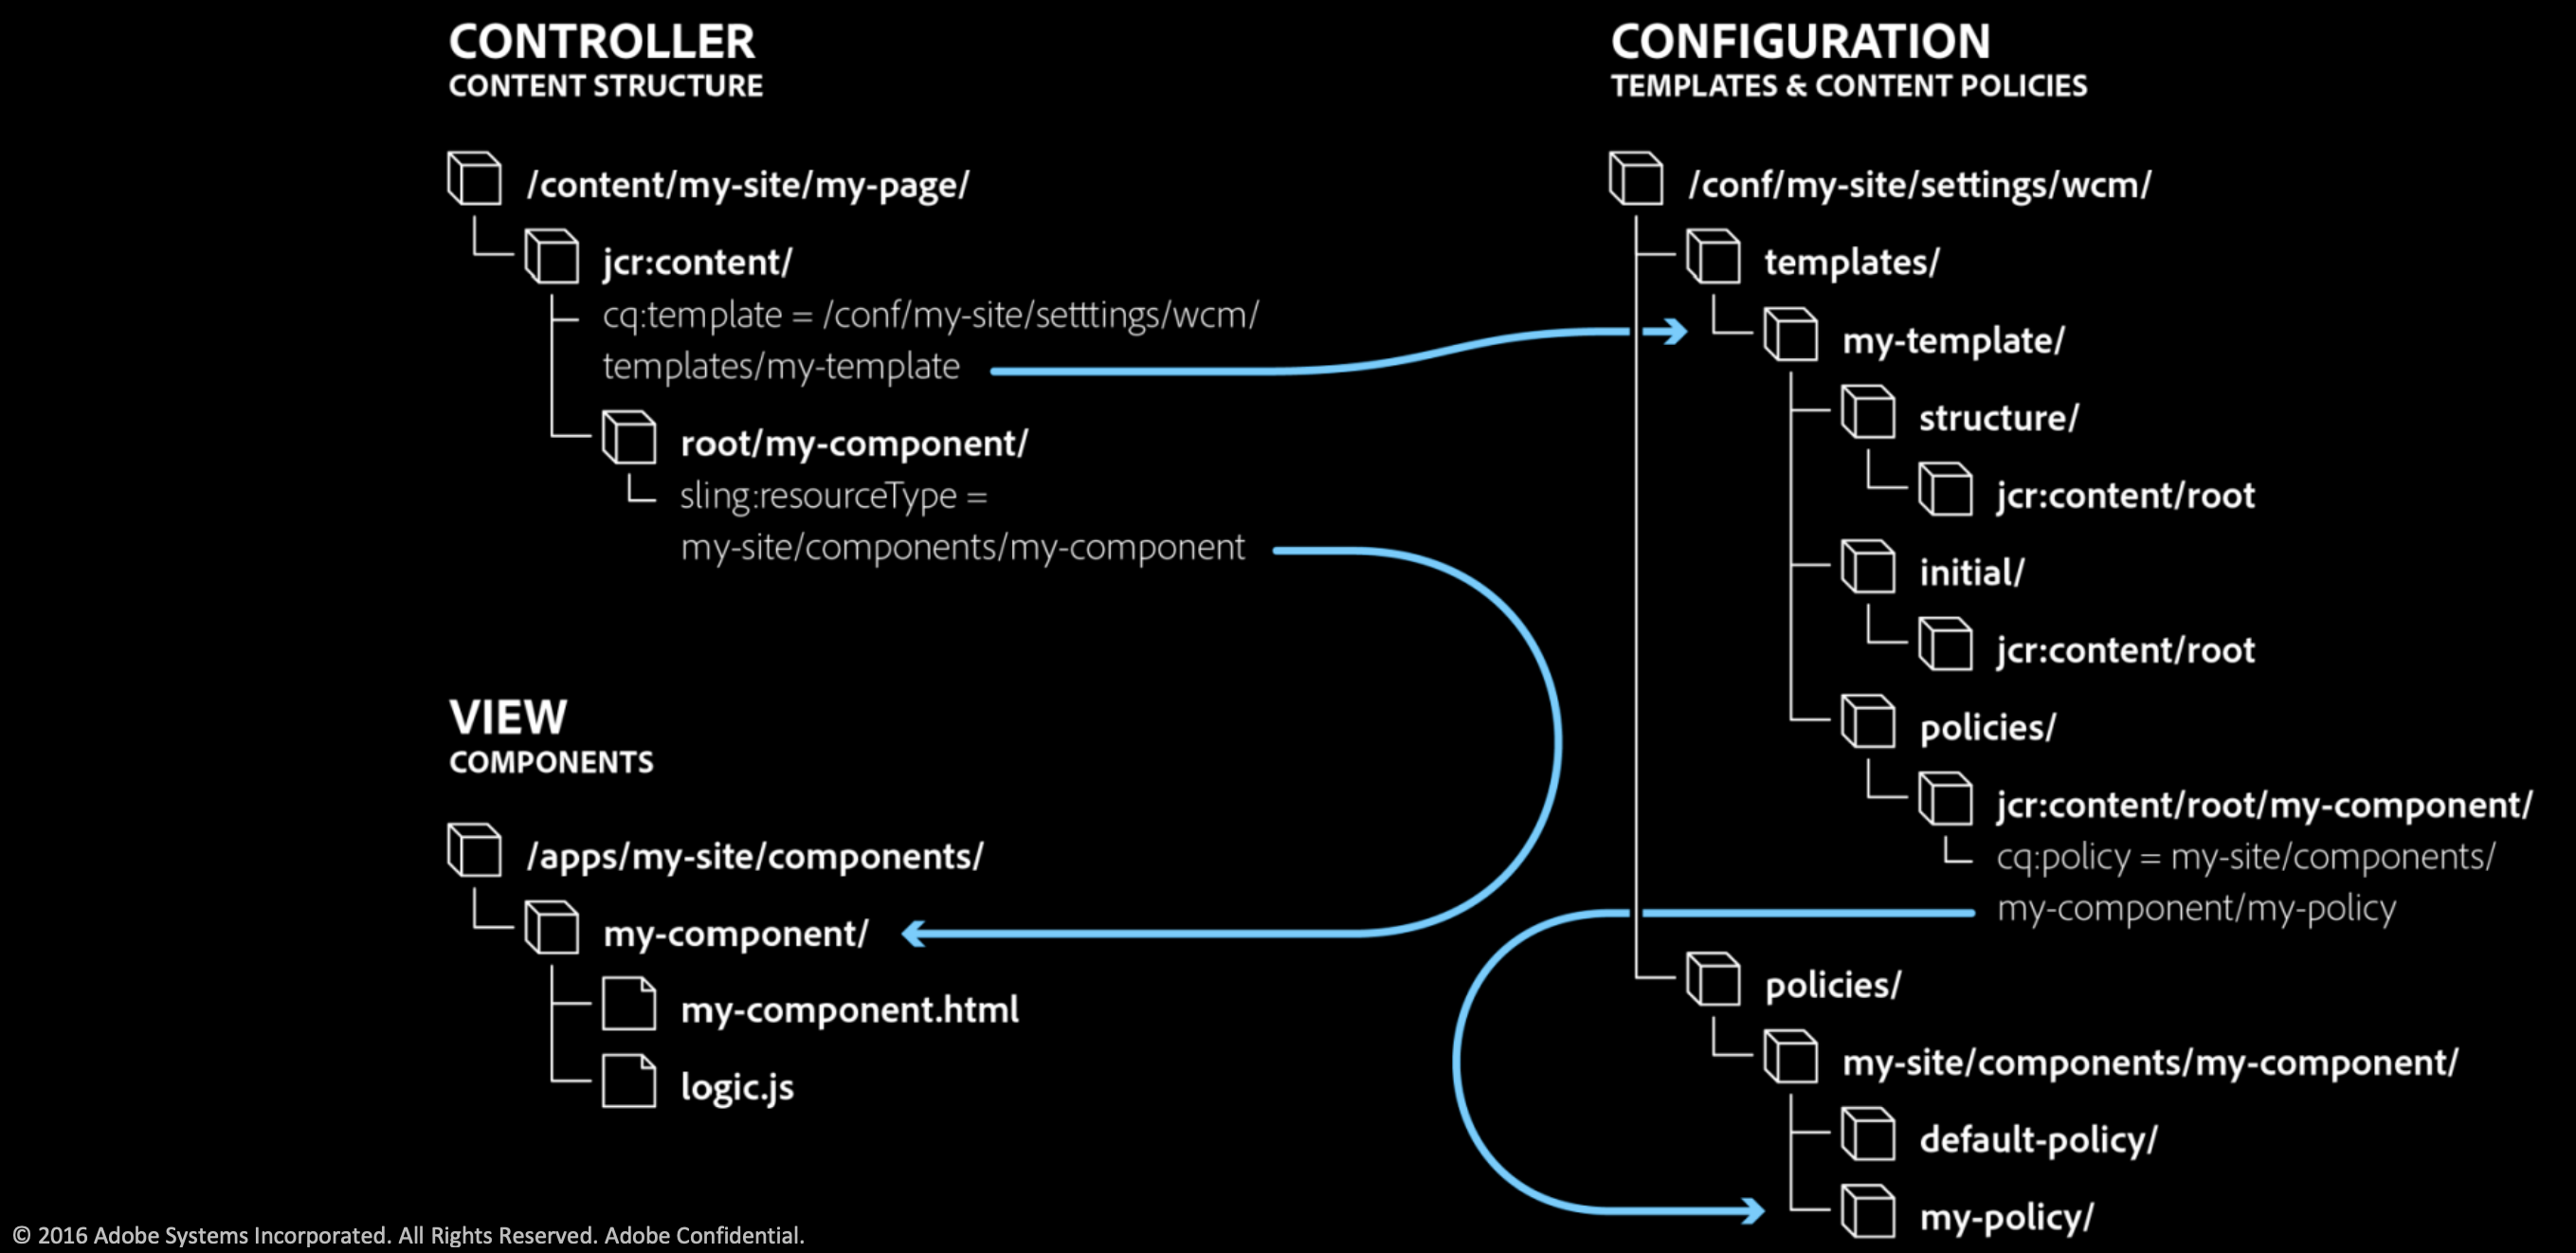 CONTROLLER
CONTENT STRUCTURE
/content/my-site/my-page/
jcr:content/
cq:template = /conf/my-site/setttings/wcm/
templates/my-template
root/my-component/
sling:resourceType =
my-site/components/my-component
VIEW
COMPONENTS
/apps/my-site/components/
my-component/
my-component.html
logic.js
CONFIGURATION
TEMPLATES & CONTENT POLICIES
/conf/my-site/settings/wcm/
templates/
my-template/
structure/
jcr:content/root
initial/
jcr:content/root
policies/
jcr:content/root/my-component/
cq:policy = my-site/components/
my-component/my-policy
policies/
my-site/components/my-component/
default-policy/
my-policy/
© 2016 Adobe Systems Incorporated. All Rights Reserved. Adobe Confidential.